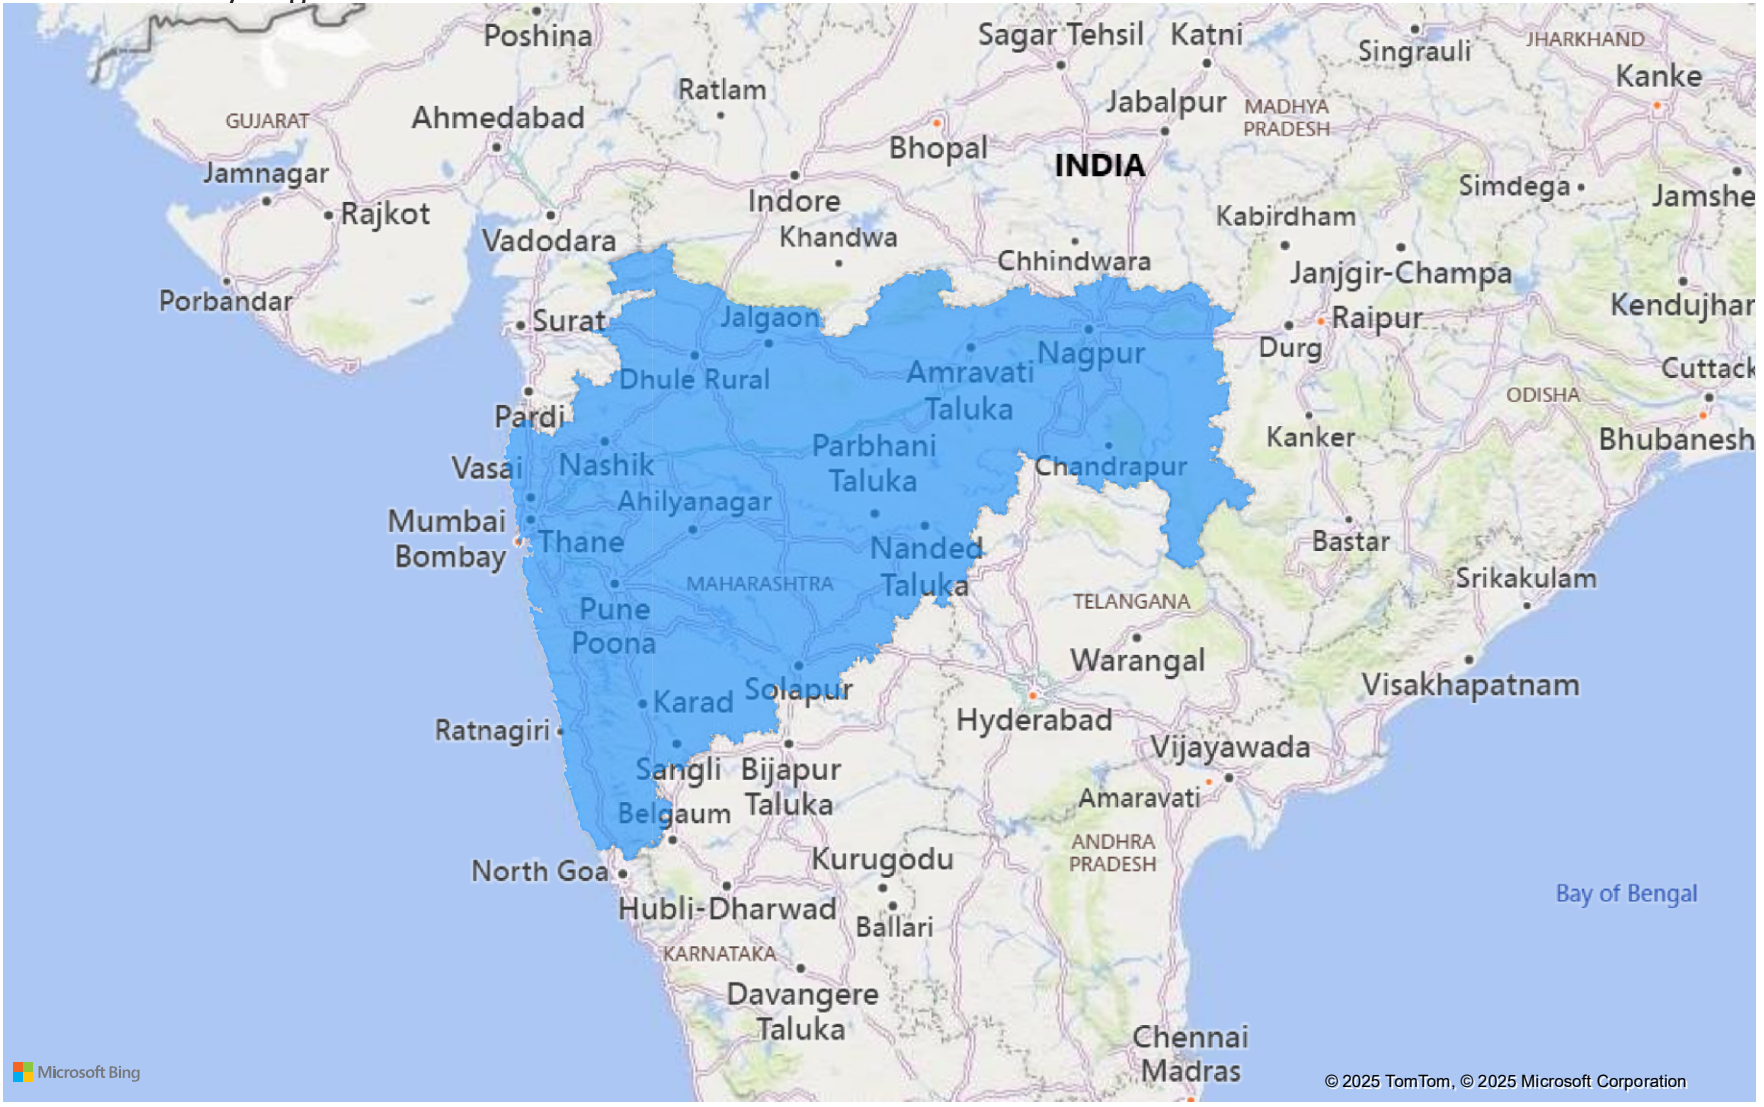 Poshina
Sagar Tehsil
Katni
Singrauli
JHARKHAND
Kanke
Ratlam
Jabalpur
MADHYA
PRADESH
GUJARAT
Ahmedabad
Bhopal
INDIA
Jamnagar
Rajkot
Indore
Simdega
Jamshe
Vadodara
Khandwa
Kabirdham
Chhindwara
Janjgir-Champa
Porbandar
Surat
Jalgaon
Raipur
Kendujhar
Nagpur
Durg
Dhule Rural
Amravati
Taluka
Cuttack
ODISHA
Pardi
Kanker
Bhubanesh
Vasai
Nashik
Parbhani
Taluka
Chandrapur
Ahilyanagar
Mumbai
Bombay
Thane
Nanded
Taluka
Bastar
MAHARASHTRA
Srikakulam
Pune
Poona
TELANGANA
Warangal
Karad
Solapur
Visakhapatnam
Ratnagiri
Hyderabad
Vijayawada
Sangli
Bijapur
Taluka
Amaravati
Belgaum
ANDHRA
PRADESH
North Goa
Kurugodu
Bay of Bengal
Hubli-Dharwad
Ballari
KARNATAKA
Davangere
Taluka
Chennai
Madras
Microsoft Bing
© 2025 TomTom, © 2025 Microsoft Corporation